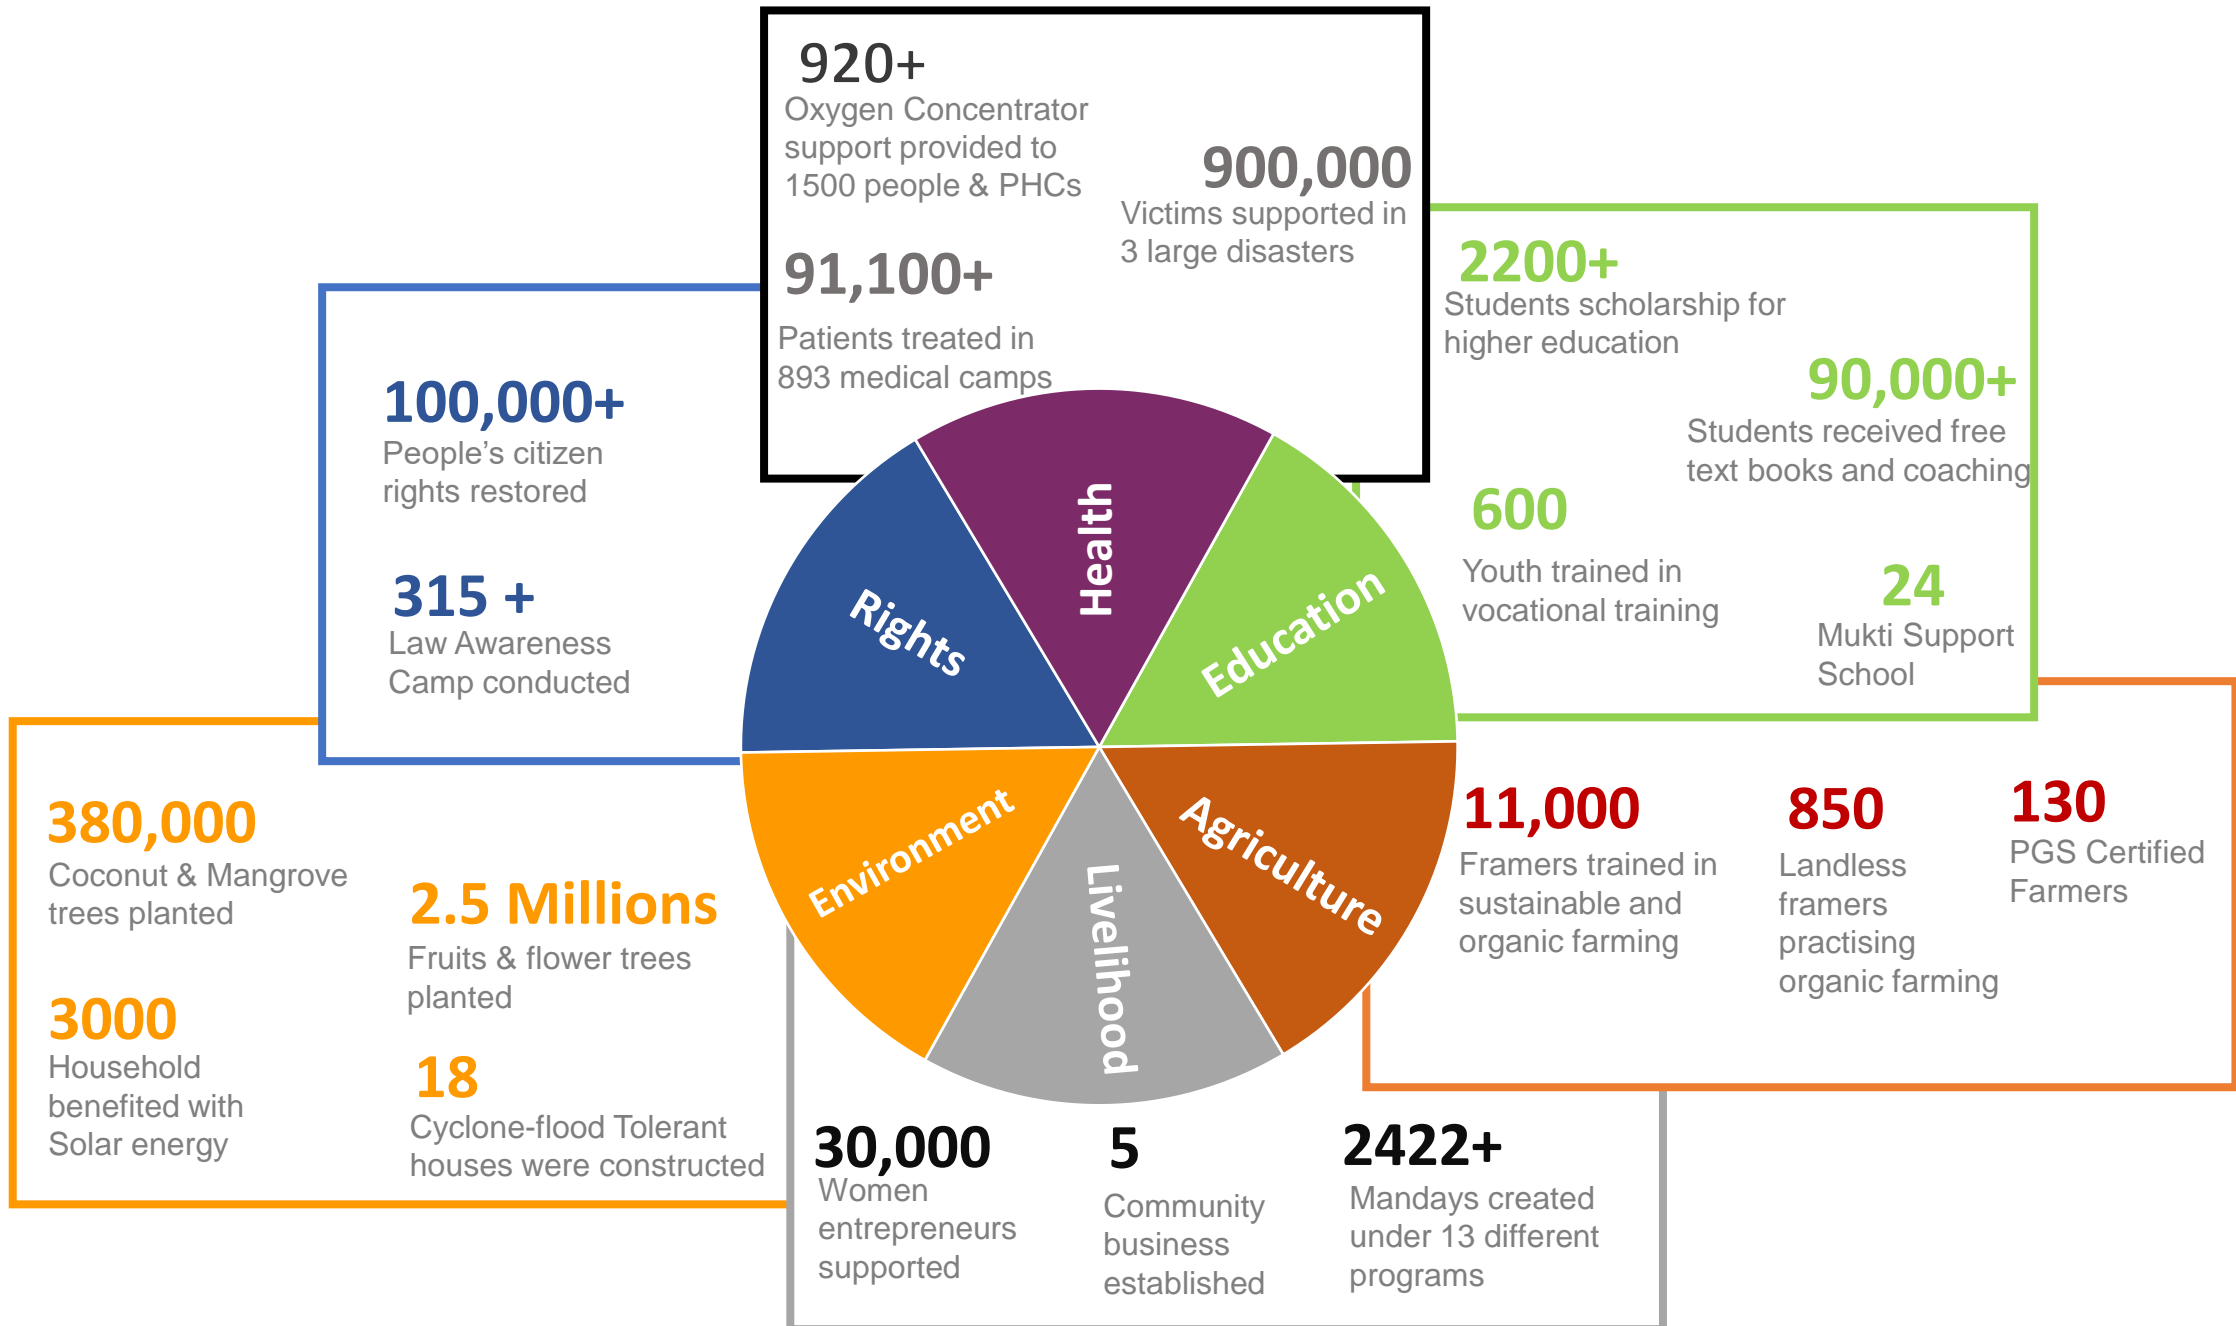 920+
Oxygen Concentrator
support provided to
1500 people & PHCs
91,100+
Patients treated in
893 medical camps
900,000
Victims supported in
3 large disasters
2200+
Students scholarship for
higher education
90,000+
Students received free
text books and coaching
600
Youth trained in
vocational training
24
Mukti Support
School
100,000+
People’s citizen
rights restored
315 +
Law Awareness
Camp conducted
Health
Education
Rights
Agriculture
Environment
Livelihood
380,000
Coconut & Mangrove
trees planted
2.5 Millions
Fruits & flower trees
planted
3000
Household
benefited with
Solar energy
18
Cyclone-flood Tolerant
houses were constructed
11,000
Framers trained in
sustainable and
organic farming
850
Landless
framers
practising
organic farming
130
PGS Certified
Farmers
30,000
Women
entrepreneurs
supported
5
Community
business
established
2422+
Mandays created
under 13 different
programs